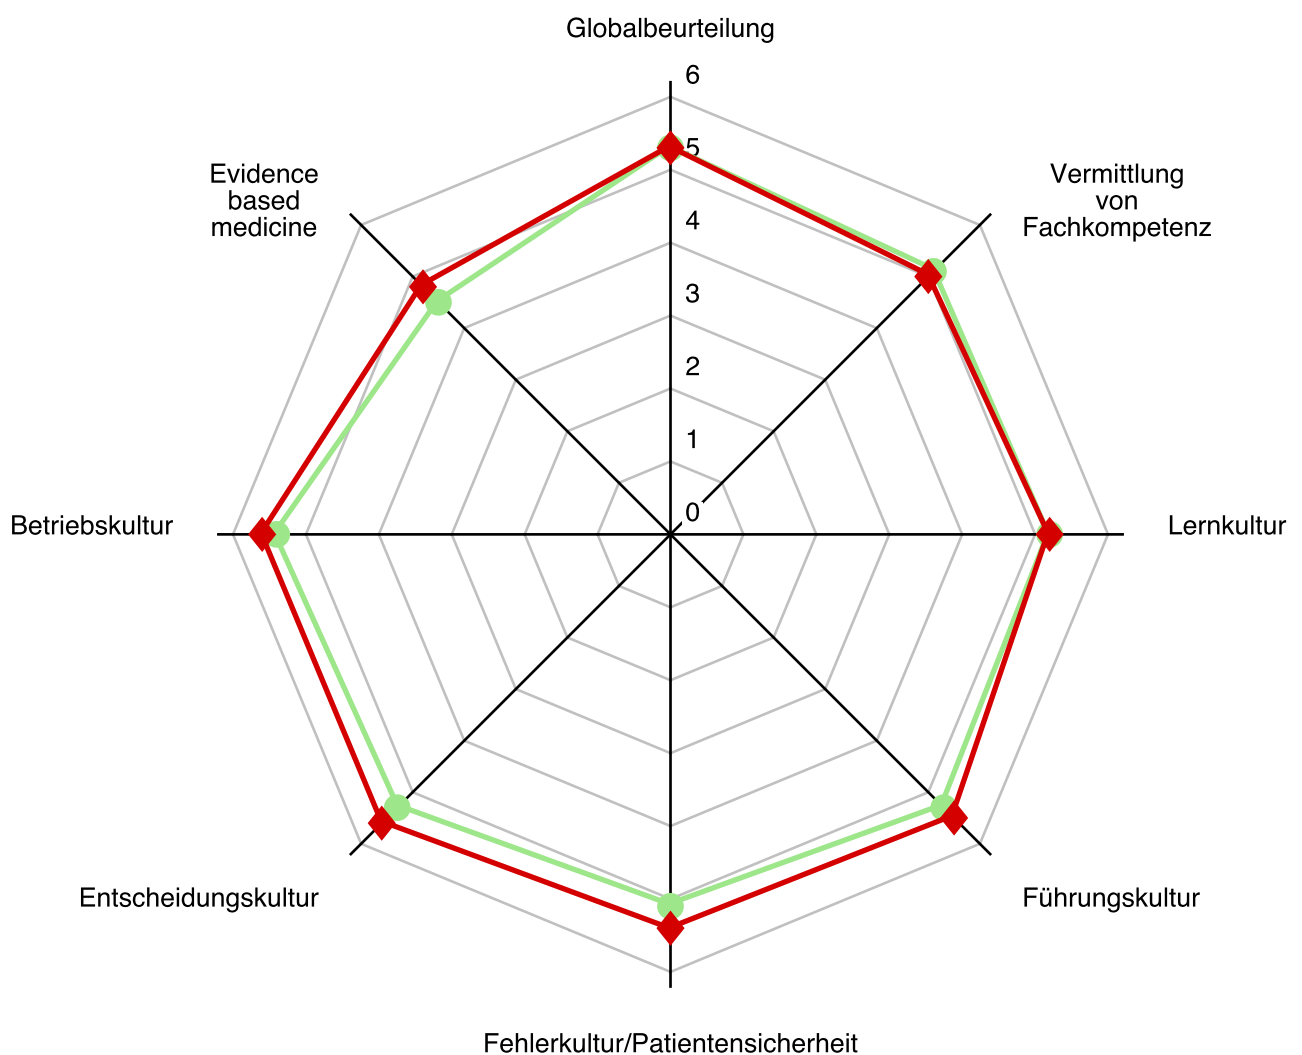 Globalbeurteilung
6
5
4
3
2
1
0
Vermittlung
von
Fachkompetenz
Lernkultur
Führungskultur
Fehlerkultur/Patientensicherheit
Entscheidungskultur
Betriebskultur
Evidence
based
medicine